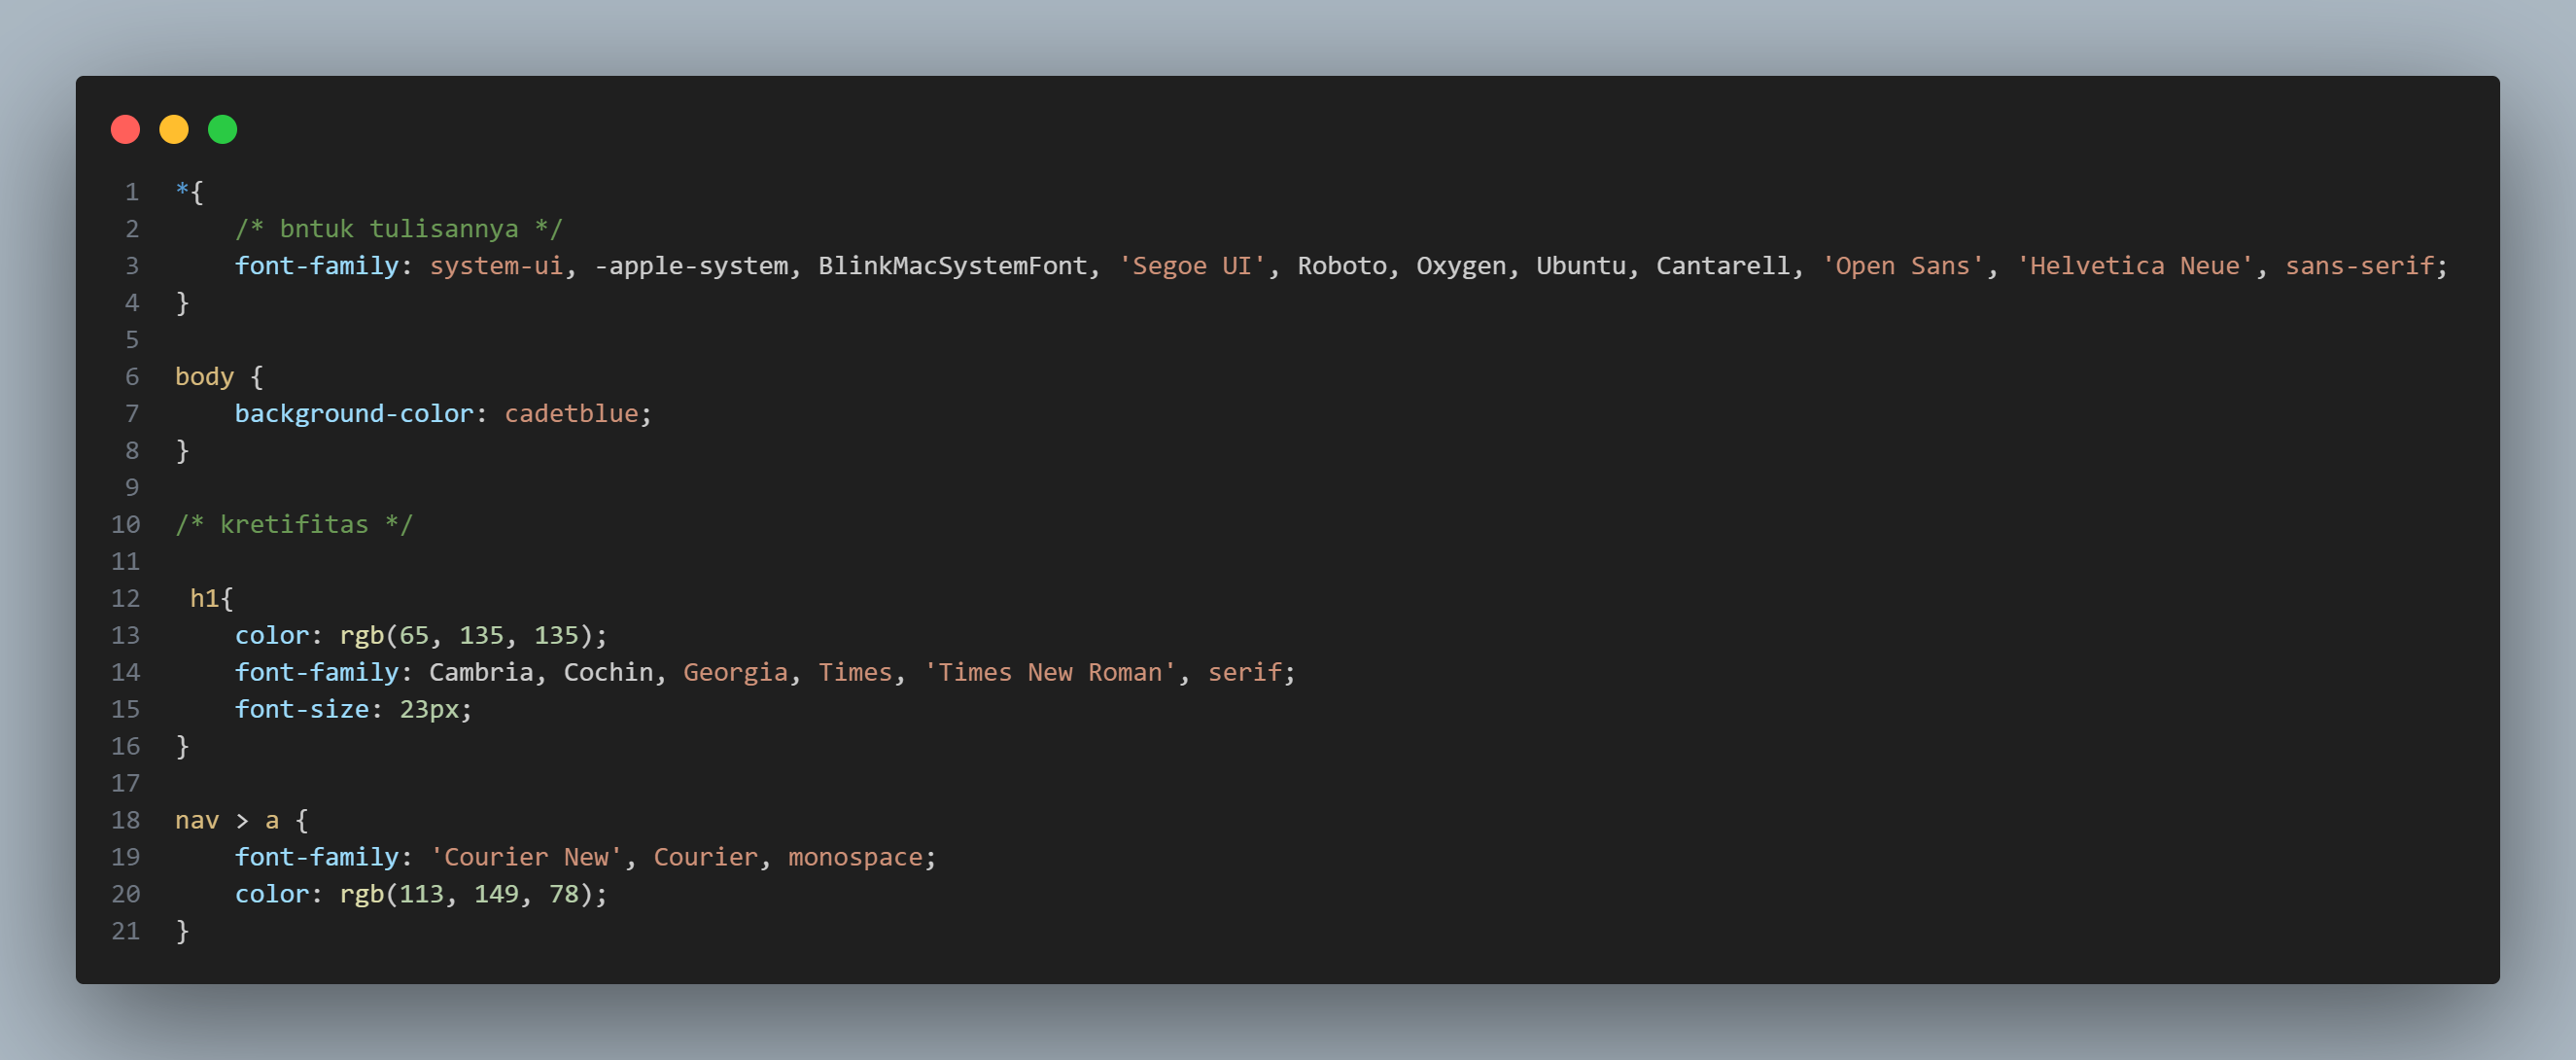 1 *{
2 /* bntuk tulisannya */
3 font-family: system-ui, -apple-system, BlinkMacSystemFont, 'Segoe UI', Roboto, Oxygen, Ubuntu, Cantarell, 'Open Sans', 'Helvetica Neue', sans-serif;
4 }
5
6 body {
7 background-color: cadetblue;
8 }
9
10 /* kretifitas */
11
12 h1{
13 color: rgb(65, 135, 135);
14 font-family: Cambria, Cochin, Georgia, Times, 'Times New Roman', serif;
15 font-size: 23px;
16 }
17
18 nav > a {
19 font-family: 'Courier New', Courier, monospace;
20 color: rgb(113, 149, 78);
21 }